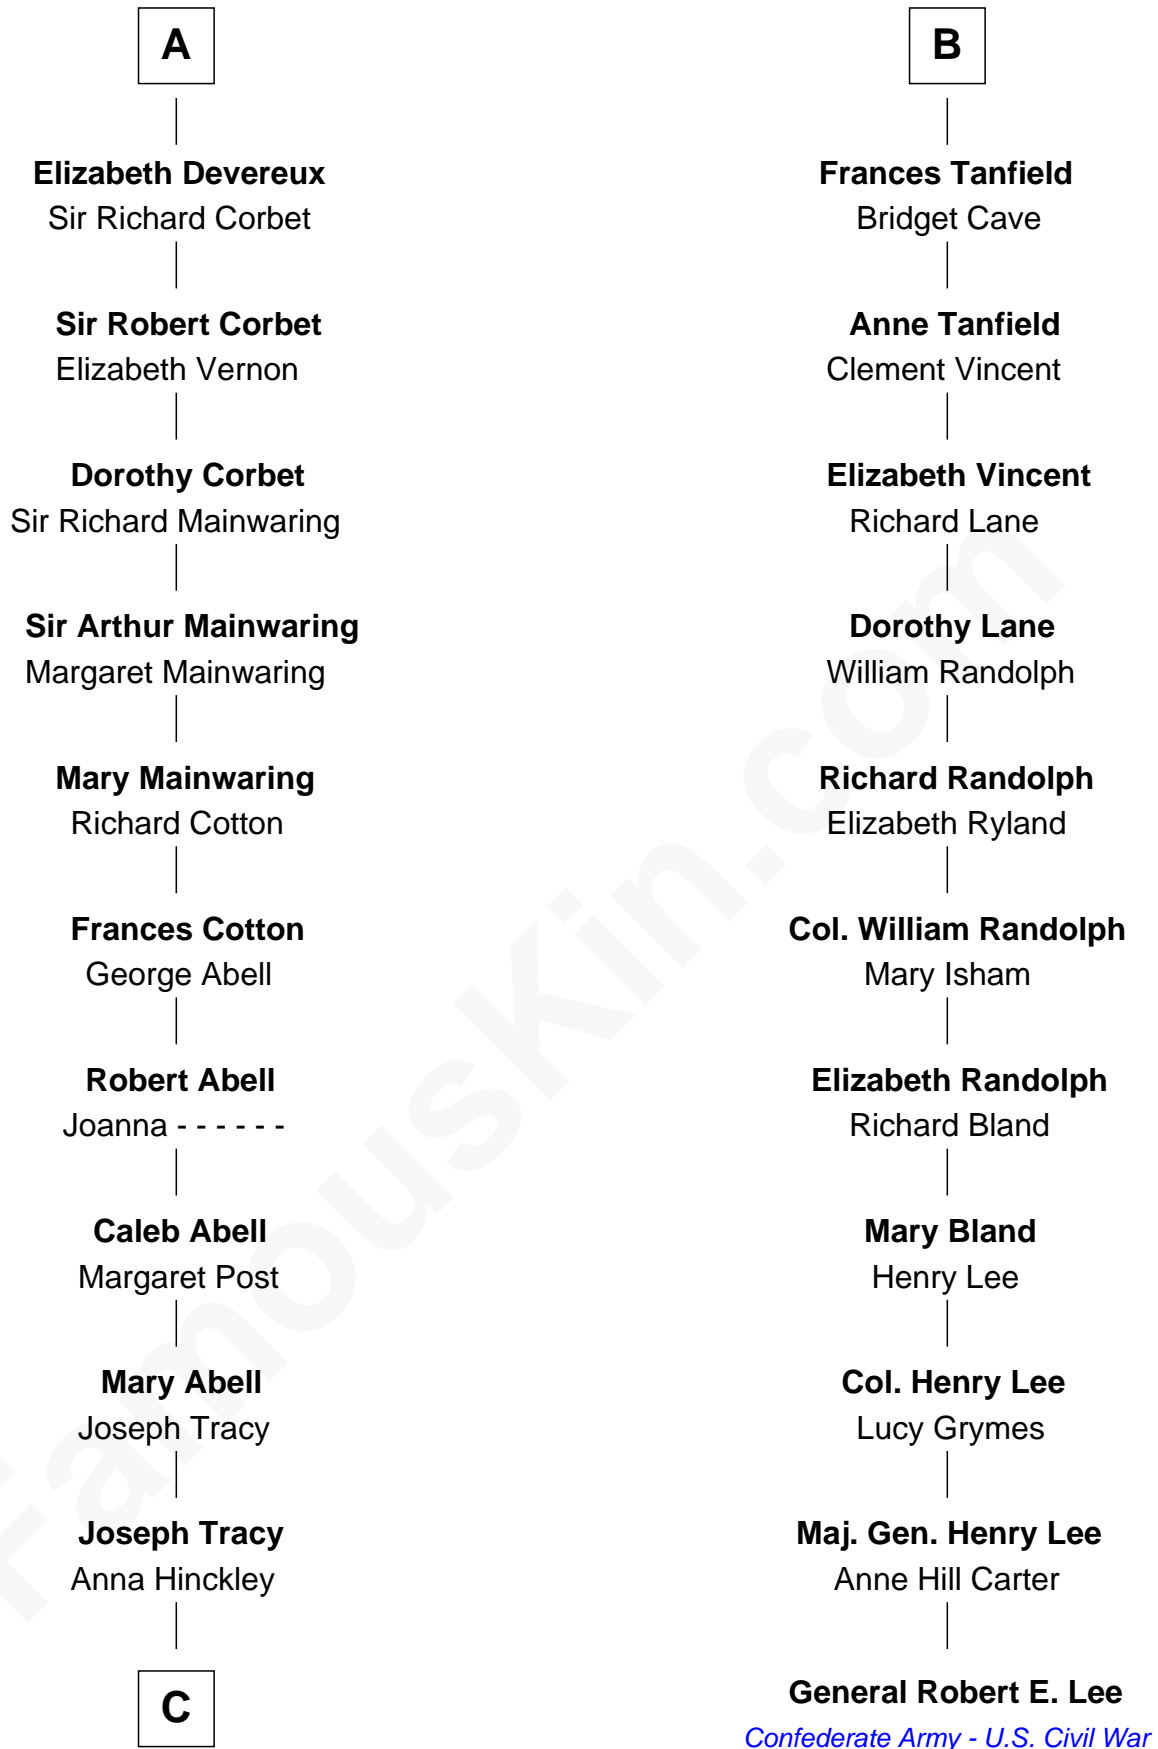 A
Elizabeth Devereux
Sir Richard Corbet
Sir Robert Corbet
Elizabeth Vernon
Dorothy Corbet
Sir Richard Mainwaring
Sir Arthur Mainwaring
Margaret Mainwaring
Mary Mainwaring
Richard Cotton
Frances Cotton
George Abell
Robert Abell
Joanna - - - - - -
Caleb Abell
Margaret Post
Mary Abell
Joseph Tracy
Joseph Tracy
Anna Hinckley
C
B
Frances Tanfield
Bridget Cave
Anne Tanfield
Clement Vincent
Elizabeth Vincent
Richard Lane
Dorothy Lane
William Randolph
Richard Randolph
Elizabeth Ryland
Col. William Randolph
Mary Isham
Elizabeth Randolph
Richard Bland
Mary Bland
Henry Lee
Col. Henry Lee
Lucy Grymes
Maj. Gen. Henry Lee
Anne Hill Carter
General Robert E. Lee
Confederate Army - U.S. Civil War
FamousKin.com